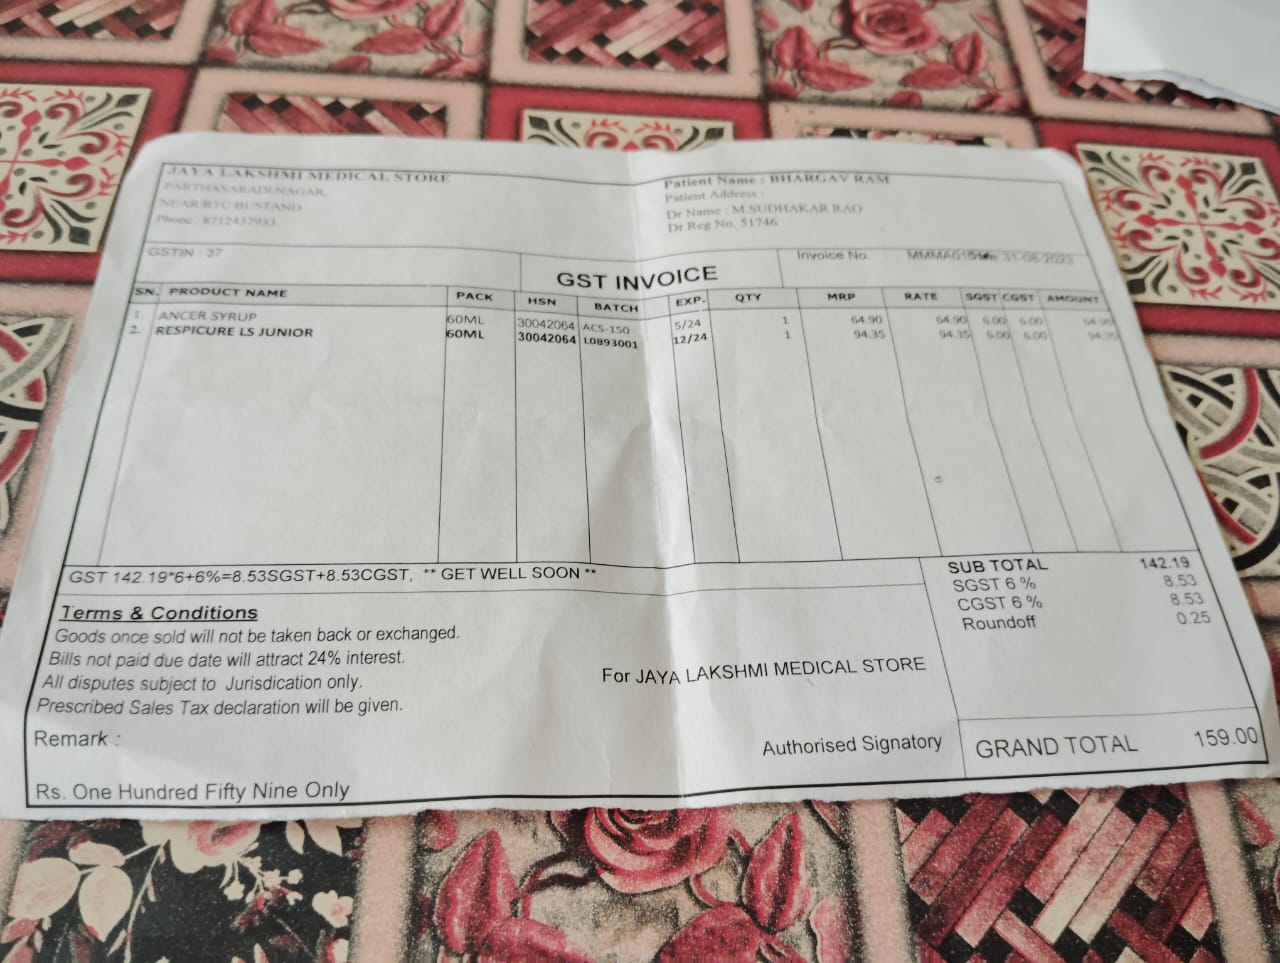 JAYA LAKSHMI MEDICAL STORE
PARTHASARADI NAGAR,
NEAR RTC BUSTAND
Phone : 8712437933
Patient Name : BHARGAV RAM
Patient Address :
Dr Name : M.SUDHAKAR RAO
Dr Reg No. 51746
GSTIN : 37
GST INVOICE
Invoice No. : 31-08-2023
SN. PRODUCT NAME PACK HSN BATCH EXP. QTY MRP RATE SGST CGST AMOUNT
1. ANCER SYRUP 60ML 30042064 ACS-150 5/24 1 64.90 64.90 6.00 6.00 64.90
2. RESPICURE LS JUNIOR 60ML 30042064 L0893001 12/24 1 94.35 94.35 6.00 6.00 94.35
GST 142.19*6+6%=8.53SGST+8.53CGST, ** GET WELL SOON **
SUB TOTAL 142.19
SGST 6 % 8.53
CGST 6 % 8.53
Roundoff 0.25
Terms & Conditions
Goods once sold will not be taken back or exchanged.
Bills not paid due date will attract 24% interest.
All disputes subject to Jurisdication only.
Prescribed Sales Tax declaration will be given.
For JAYA LAKSHMI MEDICAL STORE
Remark :
Authorised Signatory
GRAND TOTAL 159.00
Rs. One Hundred Fifty Nine Only